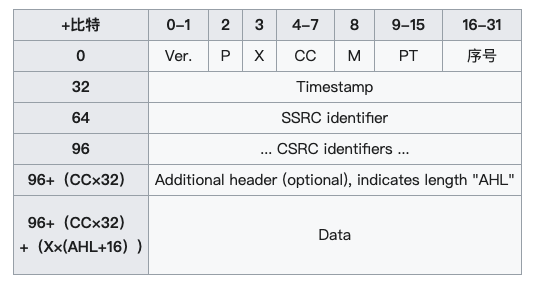 +比特 0–1 2 3 4–7 8 9–15 16–31
0 Ver. P X CC M PT 序号
32 Timestamp
64 SSRC identifier
96 ... CSRC identifiers ...
96+（CC×32） Additional header (optional), indicates length "AHL"
96+（CC×32）
+（X×(AHL+16)） Data